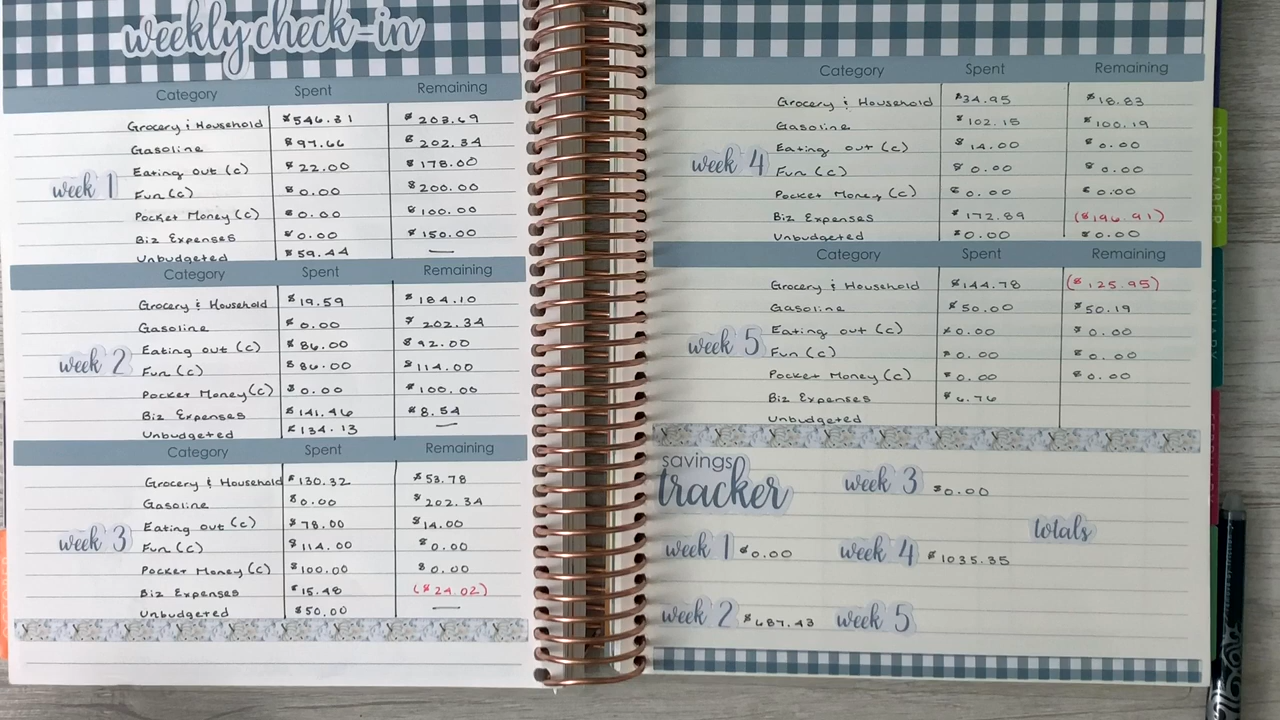 weekly check-in
Category Spent Remaining
Grocery & Household $546.31 $203.69
Gasoline $97.66 $202.34
Eating out (c) $22.00 $178.00
week 1
Fun (c) $0.00 $200.00
Pocket Money (c) $0.00 $100.00
Biz Expenses $0.00 $150.00
Unbudgeted $59.44 —
Category Spent Remaining
Grocery & Household $19.59 $184.10
Gasoline $0.00 $202.34
Eating out (c) $86.00 $92.00
week 2
Fun (c) $86.00 $114.00
Pocket Money (c) $0.00 $100.00
Biz Expenses $141.46 $8.54
Unbudgeted $134.13 —
Category Spent Remaining
Grocery & Household $130.32 $53.78
Gasoline $0.00 $202.34
Eating out (c) $78.00 $14.00
week 3
Fun (c) $114.00 $0.00
Pocket Money (c) $100.00 $0.00
Biz Expenses $15.48 ($24.02)
Unbudgeted $50.00 —
Category Spent Remaining
Grocery & Household $34.95 $18.83
Gasoline $102.15 $100.19
Eating out (c) $14.00 $0.00
week 4
Fun (c) $0.00 $0.00
Pocket Money (c) $0.00 $0.00
Biz Expenses $172.89 ($196.91)
Unbudgeted $0.00 $0.00
Category Spent Remaining
Grocery & Household $144.78 ($125.95)
Gasoline $50.00 $50.19
Eating out (c) $0.00 $0.00
week 5
Fun (c) $0.00 $0.00
Pocket Money (c) $0.00 $0.00
Biz Expenses $6.76
Unbudgeted
savings tracker
week 3 $0.00
totals
week 1 $0.00 week 4 $1035.35
week 2 $687.43 week 5
DECEMBER
JANUARY